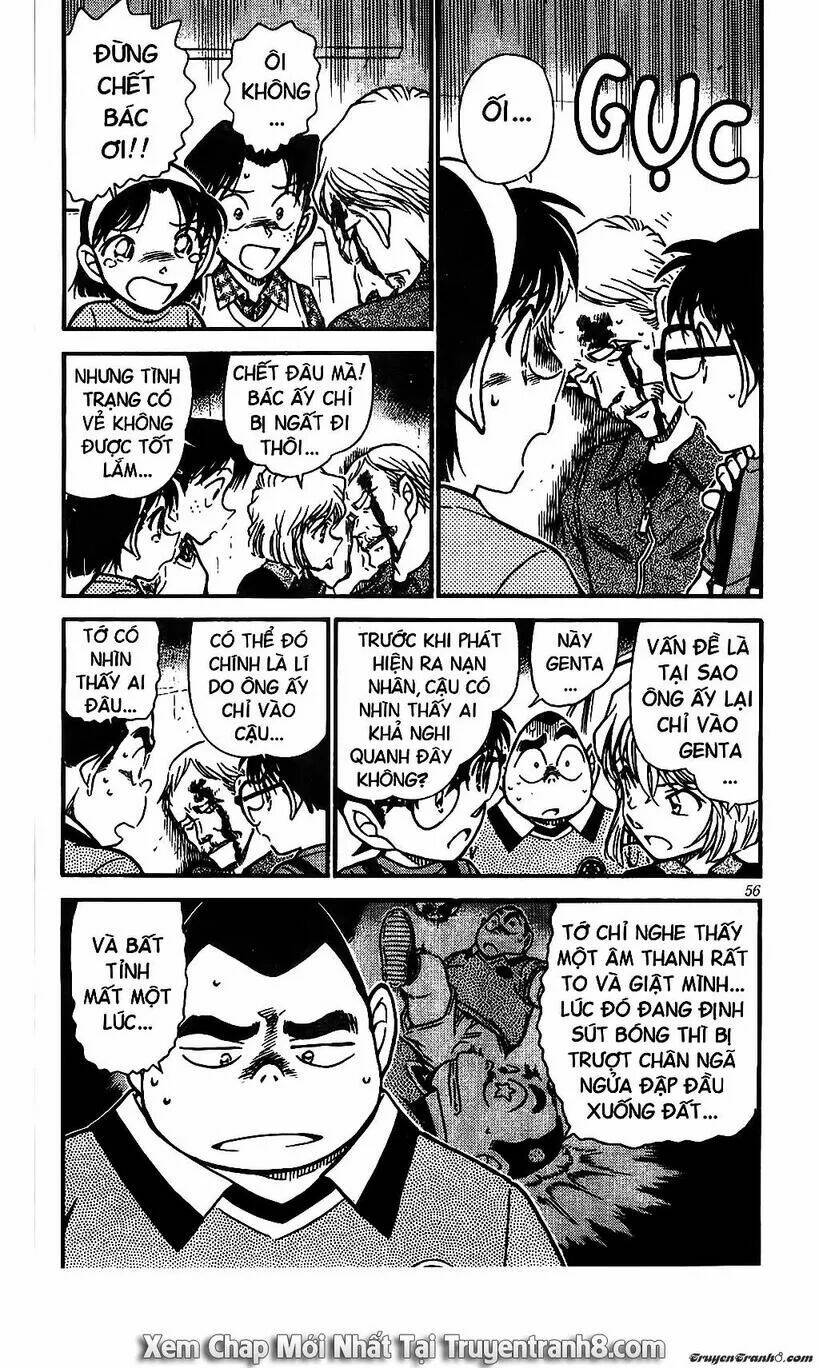 ỐI...
GỤC
ÔI
KHÔNG
...
ĐỪNG
CHẾT
BÁC
ƠI!!
CHẾT ĐÂU MÀ!
BÁC ẤY CHỈ
BỊ NGẤT ĐI
THÔI...
NHƯNG TÌNH
TRẠNG CÓ
VẺ KHÔNG
ĐƯỢC TỐT
LẮM...
VẤN ĐỀ LÀ
TẠI SAO
ÔNG ẤY LẠI
CHỈ VÀO
GENTA
...
NÀY
GENTA
...
TRƯỚC KHI PHÁT
HIỆN RA NẠN
NHÂN, CẬU CÓ
NHÌN THẤY AI
KHẢ NGHI
QUANH ĐÂY
KHÔNG?
CÓ THỂ ĐÓ
CHÍNH LÀ LÍ
DO ÔNG ẤY
CHỈ VÀO
CẬU...
TỚ CÓ
NHÌN
THẤY AI
ĐÂU...
56
TỚ CHỈ NGHE THẤY
MỘT ÂM THANH RẤT
TO VÀ GIẬT MÌNH...
LÚC ĐÓ ĐANG ĐỊNH
SÚT BÓNG THÌ BỊ
TRƯỢT CHÂN NGÃ
NGỬA ĐẬP ĐẦU
XUỐNG ĐẤT...
VÀ BẤT
TỈNH
MẤT MỘT
LÚC...
Xem Chap Mới Nhất Tại Truyentranh8.com
TruyenTranh8.com